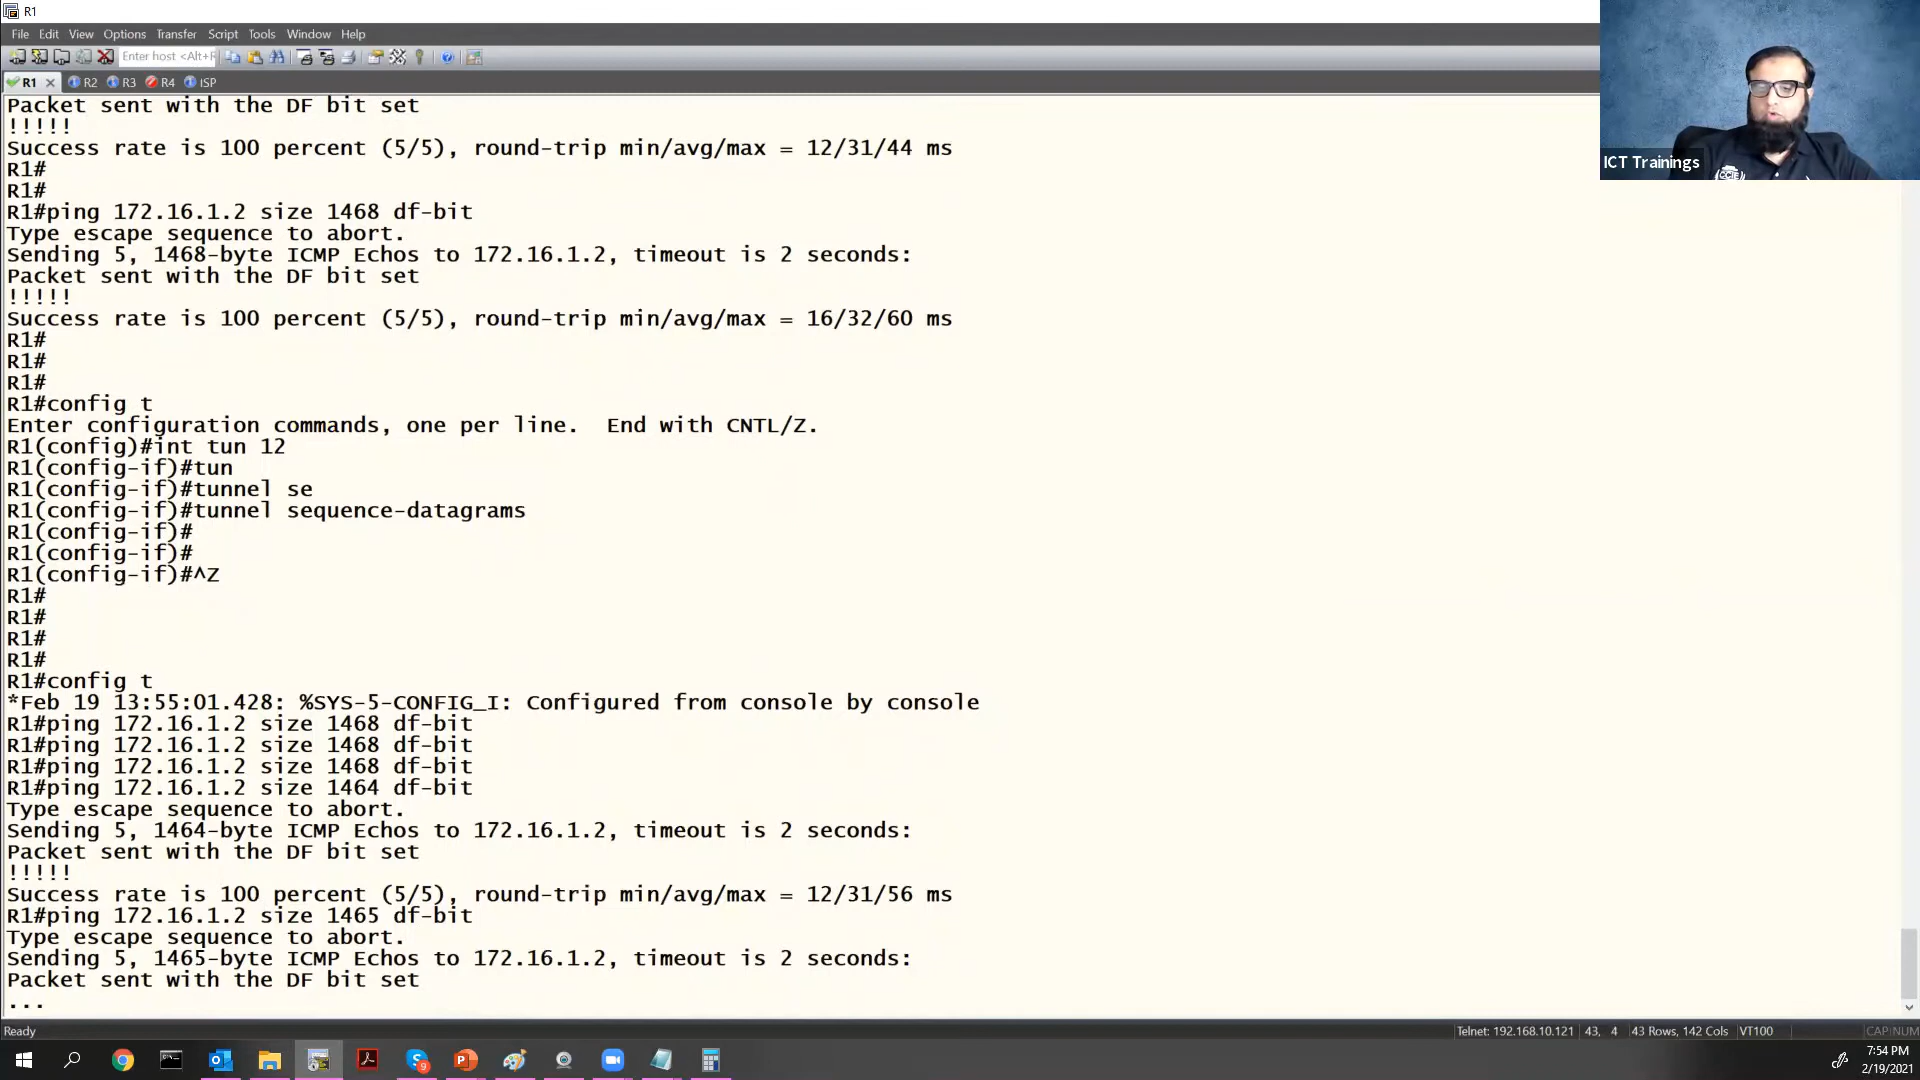 R1
File Edit View Options Transfer Script Tools Window Help
Enter host <Alt+R
R1 R2 R3 R4 ISP
Packet sent with the DF bit set
!!!!!
Success rate is 100 percent (5/5), round-trip min/avg/max = 12/31/44 ms
R1#
R1#
R1#ping 172.16.1.2 size 1468 df-bit
Type escape sequence to abort.
Sending 5, 1468-byte ICMP Echos to 172.16.1.2, timeout is 2 seconds:
Packet sent with the DF bit set
!!!!!
Success rate is 100 percent (5/5), round-trip min/avg/max = 16/32/60 ms
R1#
R1#
R1#
R1#config t
Enter configuration commands, one per line.  End with CNTL/Z.
R1(config)#int tun 12
R1(config-if)#tun
R1(config-if)#tunnel se
R1(config-if)#tunnel sequence-datagrams
R1(config-if)#
R1(config-if)#
R1(config-if)#^Z
R1#
R1#
R1#
R1#
R1#config t
*Feb 19 13:55:01.428: %SYS-5-CONFIG_I: Configured from console by console
R1#ping 172.16.1.2 size 1468 df-bit
R1#ping 172.16.1.2 size 1468 df-bit
R1#ping 172.16.1.2 size 1468 df-bit
R1#ping 172.16.1.2 size 1464 df-bit
Type escape sequence to abort.
Sending 5, 1464-byte ICMP Echos to 172.16.1.2, timeout is 2 seconds:
Packet sent with the DF bit set
!!!!!
Success rate is 100 percent (5/5), round-trip min/avg/max = 12/31/56 ms
R1#ping 172.16.1.2 size 1465 df-bit
Type escape sequence to abort.
Sending 5, 1465-byte ICMP Echos to 172.16.1.2, timeout is 2 seconds:
Packet sent with the DF bit set
...
ICT Trainings
CCIE
Ready
Telnet: 192.168.10.121 43, 4 43 Rows, 142 Cols VT100 CAP NUM
9
7:54 PM
2/19/2021